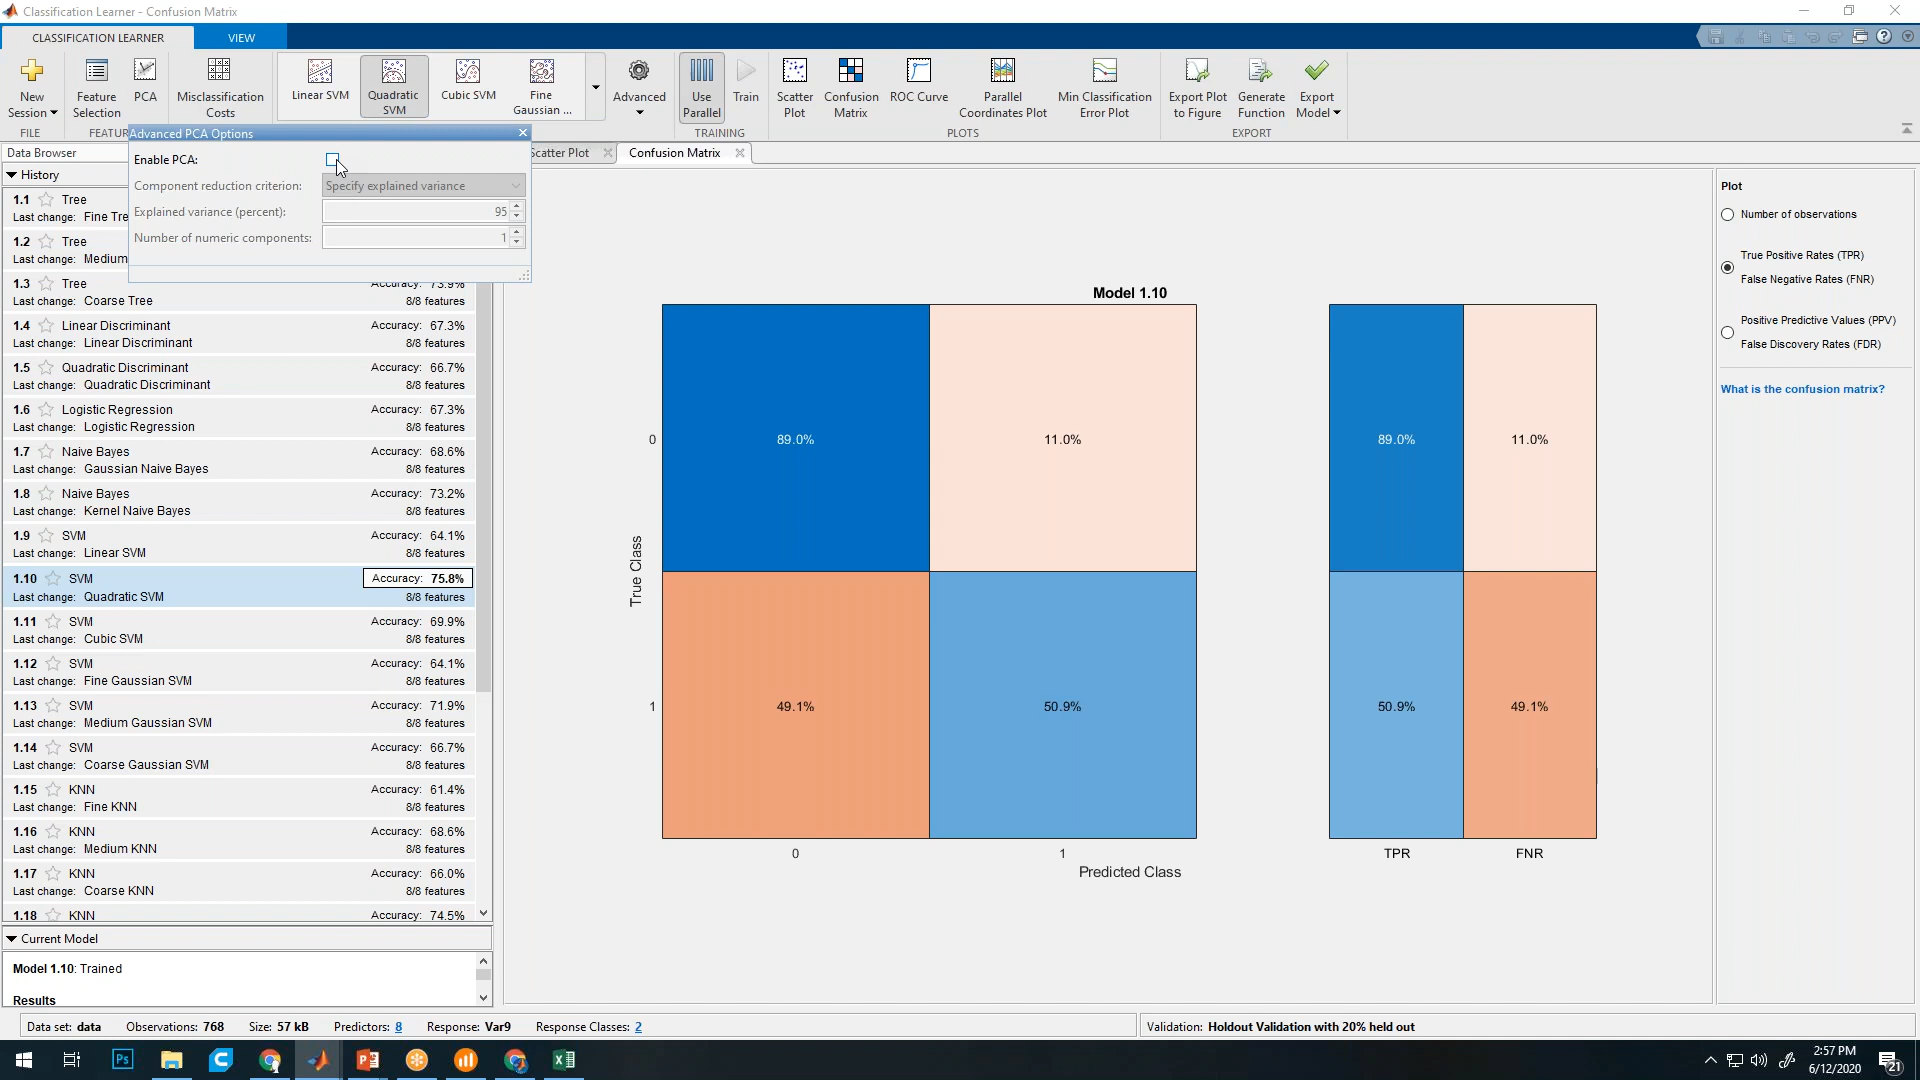 Classification Learner - Confusion Matrix
CLASSIFICATION LEARNER
VIEW
New
Session
Feature
Selection
PCA
Misclassification
Costs
Linear SVM
Quadratic
SVM
Cubic SVM
Fine
Gaussian ...
Advanced
Use
Parallel
Train
Scatter
Plot
Confusion
Matrix
ROC Curve
Parallel
Coordinates Plot
Min Classification
Error Plot
Export Plot
to Figure
Generate
Function
Export
Model
FILE
FEATUR
TRAINING
PLOTS
EXPORT
Advanced PCA Options
Enable PCA:
Component reduction criterion: Specify explained variance
Explained variance (percent): 95
Number of numeric components: 1
Data Browser
Scatter Plot
Confusion Matrix
History
1.1 Tree
Last change: Fine Tre
1.2 Tree
Last change: Medium
1.3 Tree Accuracy: 73.9%
Last change: Coarse Tree 8/8 features
1.4 Linear Discriminant Accuracy: 67.3%
Last change: Linear Discriminant 8/8 features
1.5 Quadratic Discriminant Accuracy: 66.7%
Last change: Quadratic Discriminant 8/8 features
1.6 Logistic Regression Accuracy: 67.3%
Last change: Logistic Regression 8/8 features
1.7 Naive Bayes Accuracy: 68.6%
Last change: Gaussian Naive Bayes 8/8 features
1.8 Naive Bayes Accuracy: 73.2%
Last change: Kernel Naive Bayes 8/8 features
1.9 SVM Accuracy: 64.1%
Last change: Linear SVM 8/8 features
1.10 SVM Accuracy: 75.8%
Last change: Quadratic SVM 8/8 features
1.11 SVM Accuracy: 69.9%
Last change: Cubic SVM 8/8 features
1.12 SVM Accuracy: 64.1%
Last change: Fine Gaussian SVM 8/8 features
1.13 SVM Accuracy: 71.9%
Last change: Medium Gaussian SVM 8/8 features
1.14 SVM Accuracy: 66.7%
Last change: Coarse Gaussian SVM 8/8 features
1.15 KNN Accuracy: 61.4%
Last change: Fine KNN 8/8 features
1.16 KNN Accuracy: 68.6%
Last change: Medium KNN 8/8 features
1.17 KNN Accuracy: 66.0%
Last change: Coarse KNN 8/8 features
1.18 KNN Accuracy: 74.5%
Current Model
Model 1.10: Trained
Results
Model 1.10
0 89.0% 11.0% 89.0% 11.0%
True Class
1 49.1% 50.9% 50.9% 49.1%
0 1 TPR FNR
Predicted Class
Plot
Number of observations
True Positive Rates (TPR)
False Negative Rates (FNR)
Positive Predictive Values (PPV)
False Discovery Rates (FDR)
What is the confusion matrix?
Data set: data Observations: 768 Size: 57 kB Predictors: 8 Response: Var9 Response Classes: 2
Validation: Holdout Validation with 20% held out
Ps
2:57 PM
6/12/2020
21